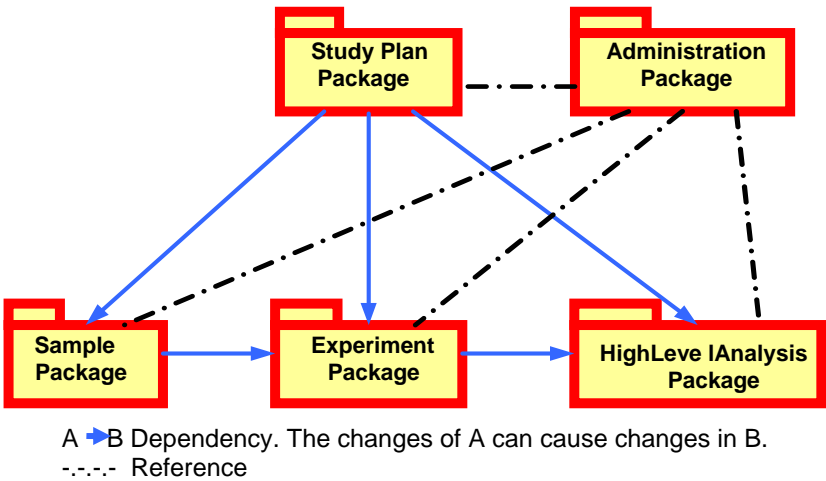 Study Plan
Package
Administration
Package
Sample
Package
Experiment
Package
HighLeve lAnalysis
Package
A B Dependency. The changes of A can cause changes in B.
-.-.-.- Reference